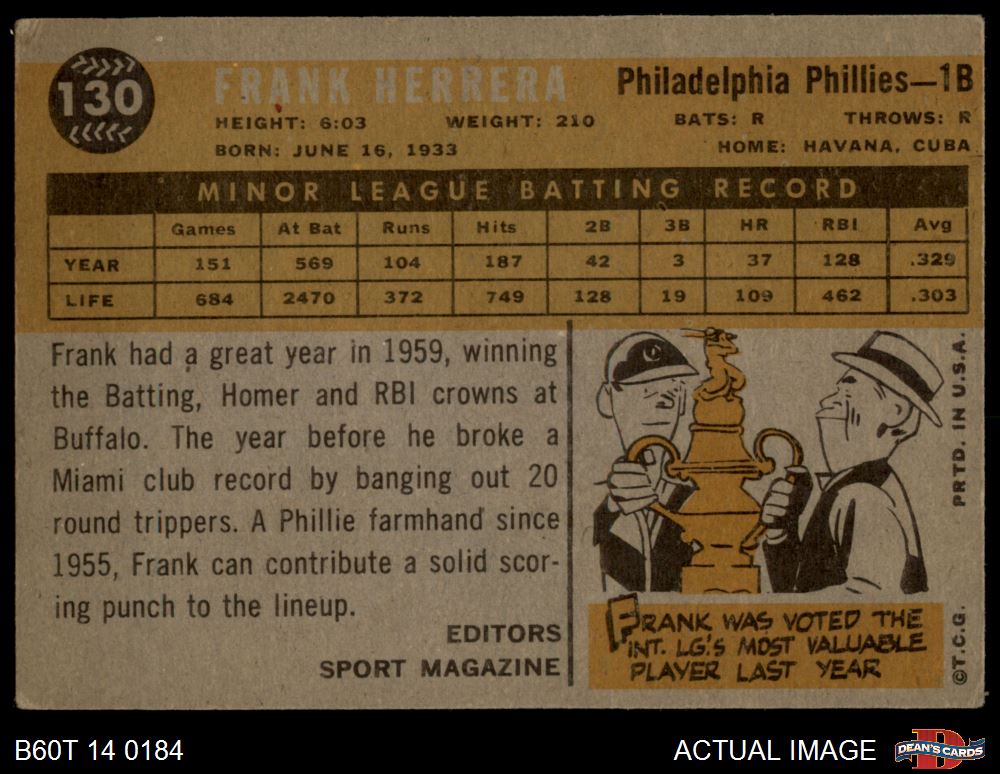 130
FRANK HERRERA
Philadelphia Phillies—1B
HEIGHT: 6:03 WEIGHT: 210 BATS: R THROWS: R
BORN: JUNE 16, 1933 HOME: HAVANA, CUBA
MINOR LEAGUE BATTING RECORD
Games At Bat Runs Hits 2B 3B HR RBI Avg
YEAR 151 569 104 187 42 3 37 128 .329
LIFE 684 2470 372 749 128 19 109 462 .303
Frank had a great year in 1959, winning
the Batting, Homer and RBI crowns at
Buffalo. The year before he broke a
Miami club record by banging out 20
round trippers. A Phillie farmhand since
1955, Frank can contribute a solid scor-
ing punch to the lineup.
EDITORS
SPORT MAGAZINE
C
FRANK WAS VOTED THE
INT. LG.'S MOST VALUABLE
PLAYER LAST YEAR
©T.C.G. PRTD. IN U.S.A.
B60T 14 0184
ACTUAL IMAGE
D
DEAN'S CARDS